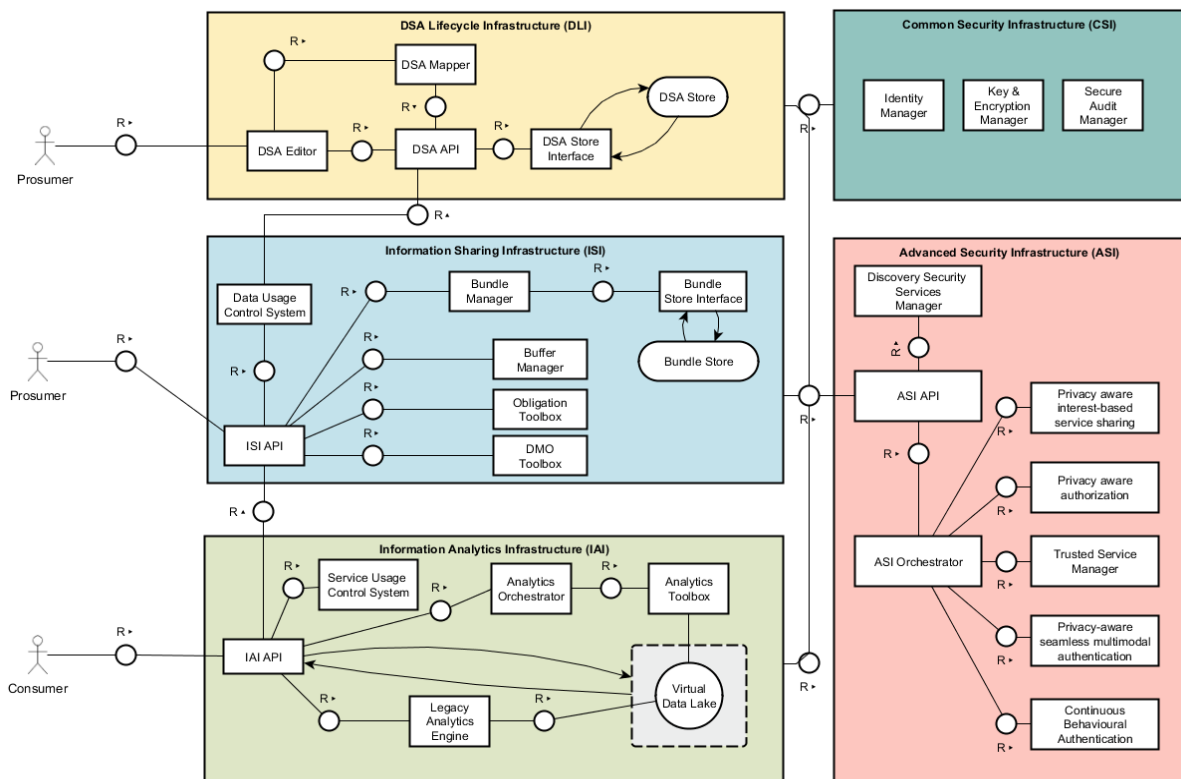 DSA Lifecycle Infrastructure (DLI)
R ►
DSA Mapper
R ▼
DSA Store
R ►
Prosumer
DSA Editor
R ►
DSA API
R ►
DSA Store
Interface
R ▲
Common Security Infrastructure (CSI)
Identity
Manager
Key &
Encryption
Manager
Secure
Audit
Manager
R ►
Information Sharing Infrastructure (ISI)
Data Usage
Control System
R ►
Bundle
Manager
R ►
Bundle
Store Interface
Bundle Store
R ►
Prosumer
R ►
R ►
Buffer
Manager
R ►
Obligation
Toolbox
ISI API
R ►
DMO
Toolbox
R ►
R ▲
Advanced Security Infrastructure (ASI)
Discovery Security
Services
Manager
R ►
ASI API
R ►
Privacy aware
interest-based
service sharing
R ►
Privacy aware
authorization
R ►
ASI Orchestrator
Trusted Service
Manager
R ►
Privacy-aware
seamless multimodal
authentication
R ►
Continuous
Behavioural
Authentication
R ►
Information Analytics Infrastructure (IAI)
R ►
Service Usage
Control System
R ►
Analytics
Orchestrator
R ►
Analytics
Toolbox
R ►
Consumer
IAI API
Virtual
Data Lake
R ►
Legacy
Analytics
Engine
R ►
R ►